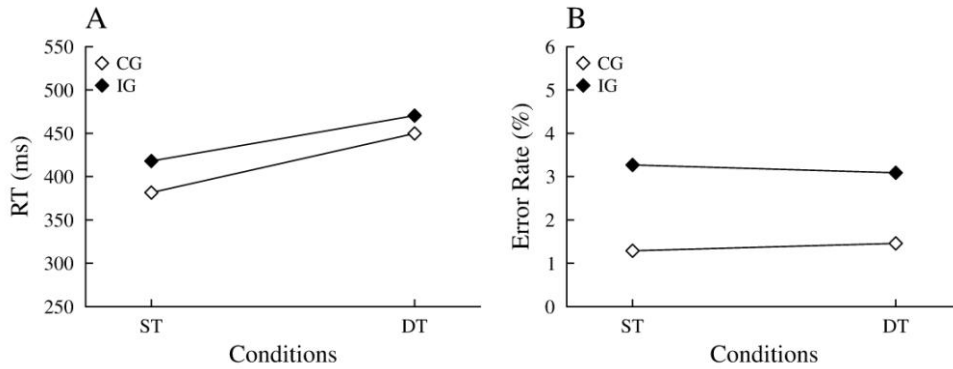 A
550
500
450
400
350
300
250
RT (ms)
CG
IG
ST
DT
Conditions
B
6
5
4
3
2
1
0
Error Rate (%)
CG
IG
ST
DT
Conditions